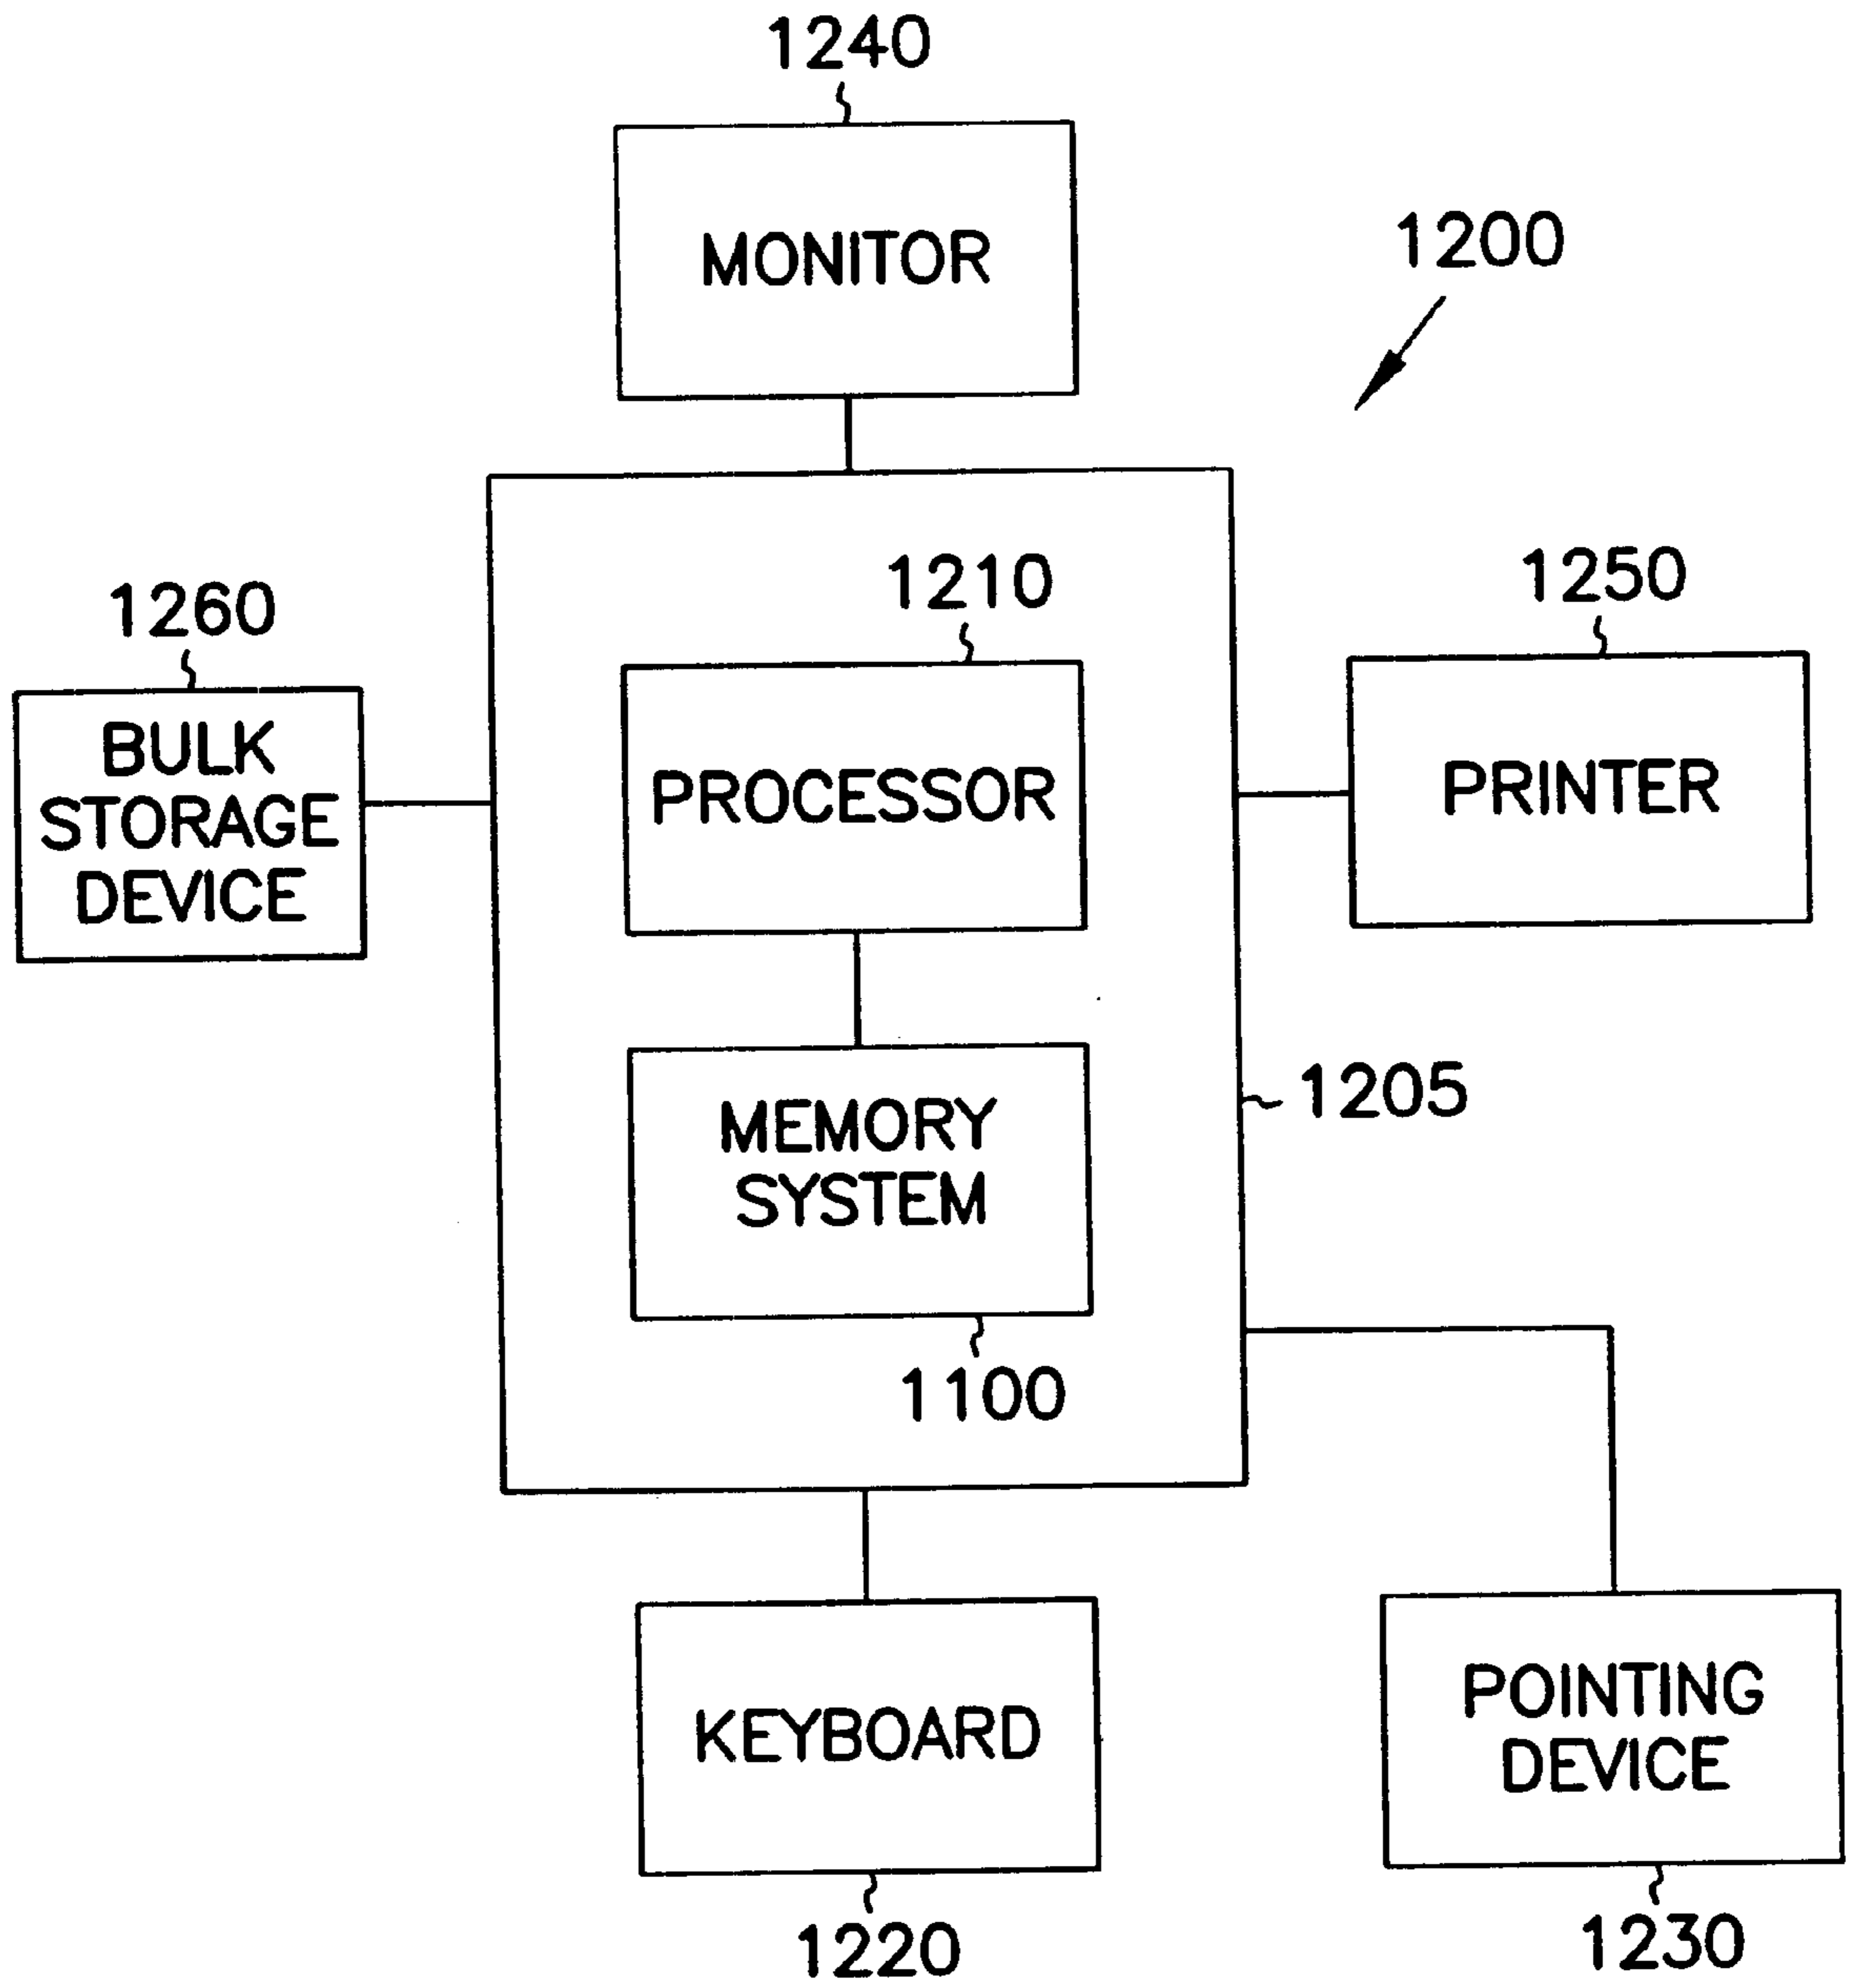 1240
MONITOR
1200
1210
PROCESSOR
1260
BULK
STORAGE
DEVICE
1250
PRINTER
1205
MEMORY
SYSTEM
1100
KEYBOARD
1220
POINTING
DEVICE
1230